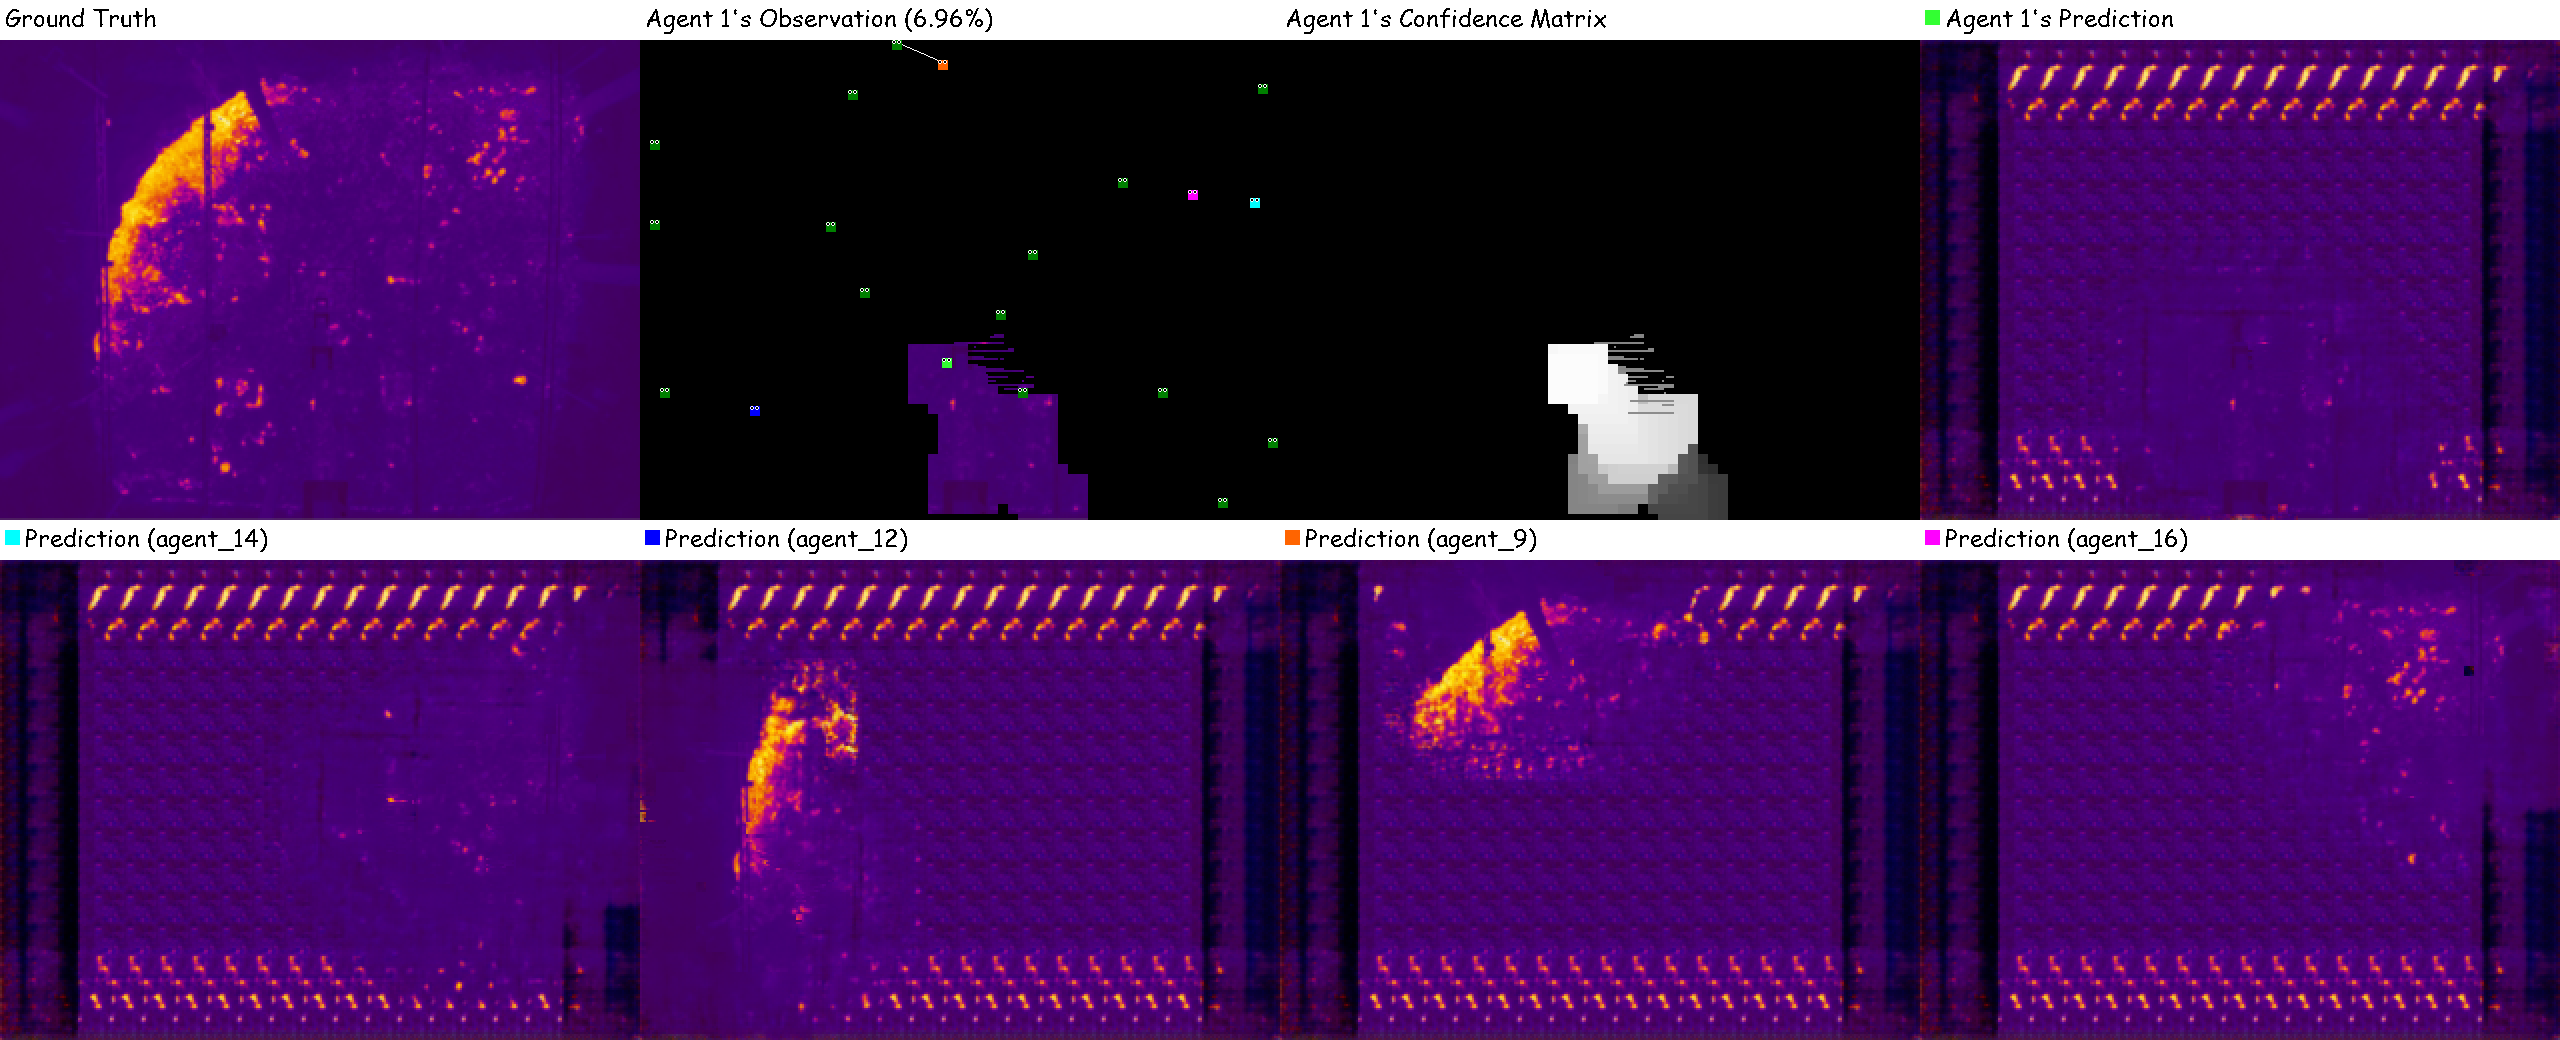 Ground Truth
Agent 1's Observation (6.96%)
Agent 1's Confidence Matrix
Agent 1's Prediction
Prediction (agent_14)
Prediction (agent_12)
Prediction (agent_9)
Prediction (agent_16)